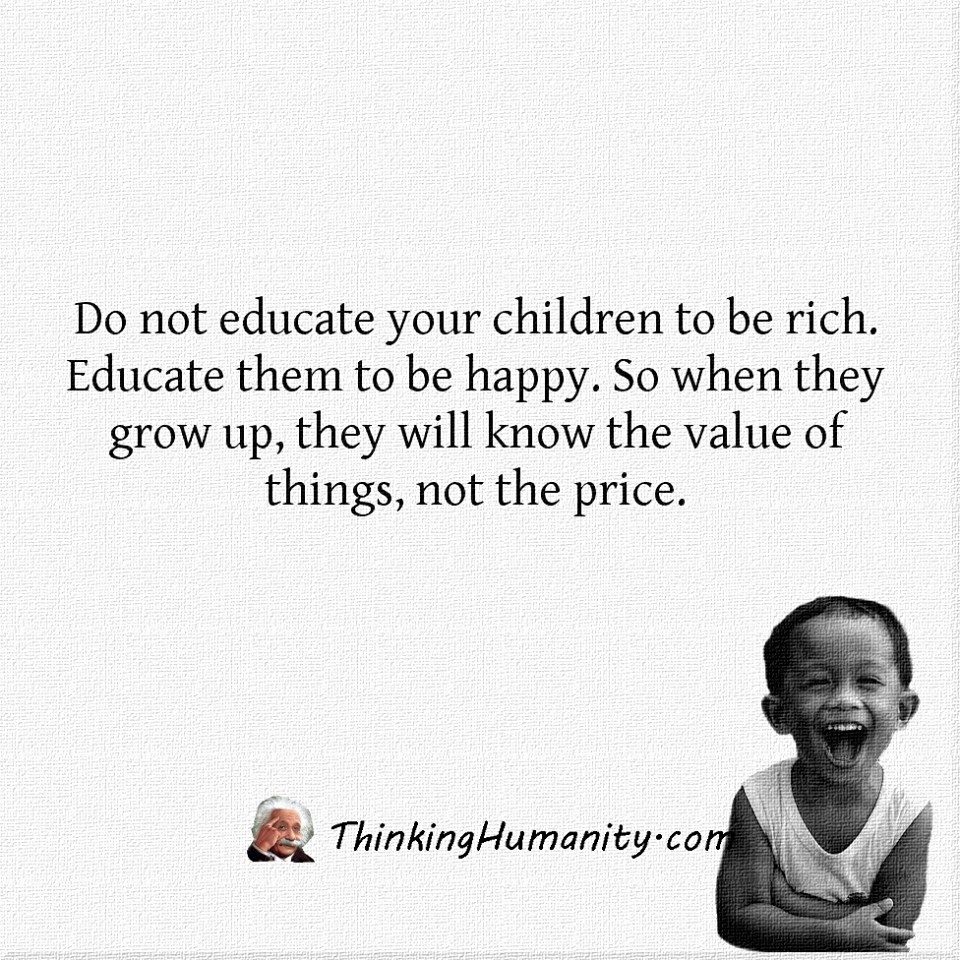 Do not educate your children to be rich.
Educate them to be happy. So when they
grow up, they will know the value of
things, not the price.
ThinkingHumanity.com